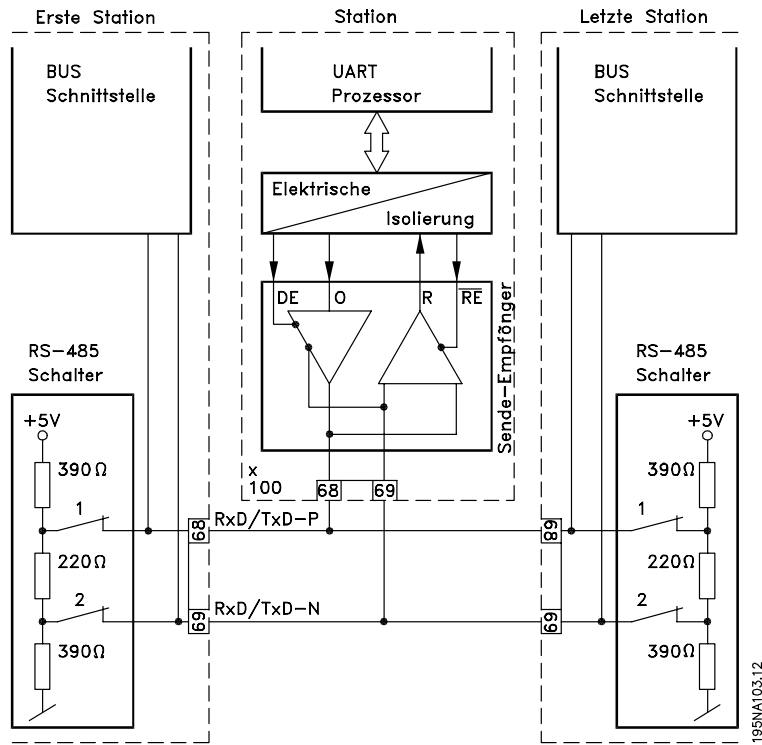 Erste Station
Station
Letzte Station
BUS
Schnittstelle
UART
Prozessor
BUS
Schnittstelle
Elektrische
Isolierung
DE
O
R
RE
Sende-Empfönger
RS-485
Schalter
RS-485
Schalter
+5V
390Ω
1
220Ω
2
390Ω
x
100
68
69
68
RxD/TxD-P
69
RxD/TxD-N
68
69
+5V
390Ω
1
220Ω
2
390Ω
195NA103.12